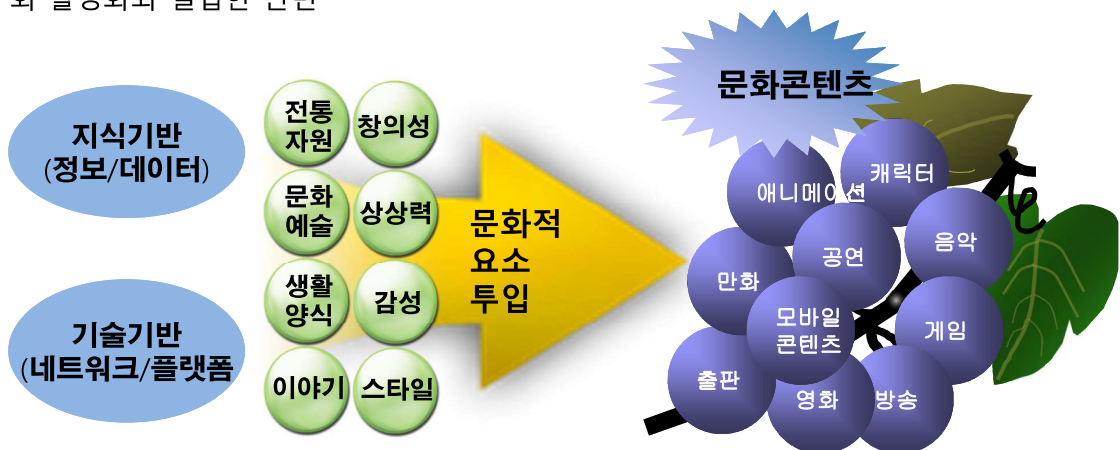 지식기반
(정보/데이터)
기술기반
(네트워크/플랫폼
전통
자원
창의성
문화
예술
상상력
생활
양식
감성
이야기
스타일
문화적
요소
투입
문화콘텐츠
애니메이션
캐릭터
공연
음악
만화
모바일
콘텐츠
게임
출판
영화
방송